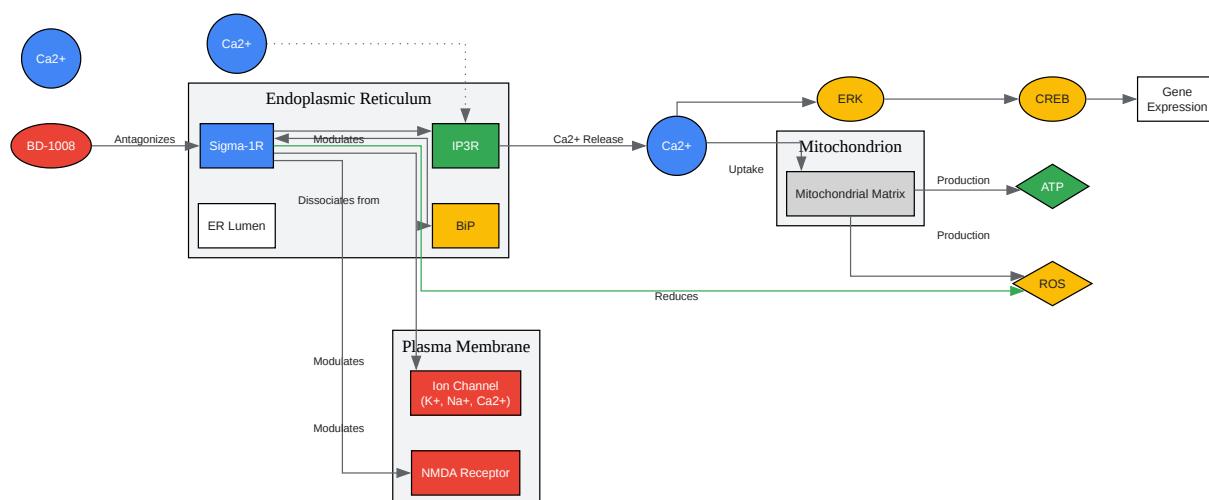 Ca2+
Ca2+
Endoplasmic Reticulum
BD-1008
Antagonizes
Sigma-1R
Modulates
IP3R
Ca2+ Release
Ca2+
ERK
CREB
Gene
Expression
Mitochondrion
Uptake
Mitochondrial Matrix
Production
ATP
Dissociates from
ER Lumen
BiP
Production
Reduces
ROS
Plasma Membrane
Modulates
Ion Channel
(K+, Na+, Ca2+)
Modulates
NMDA Receptor